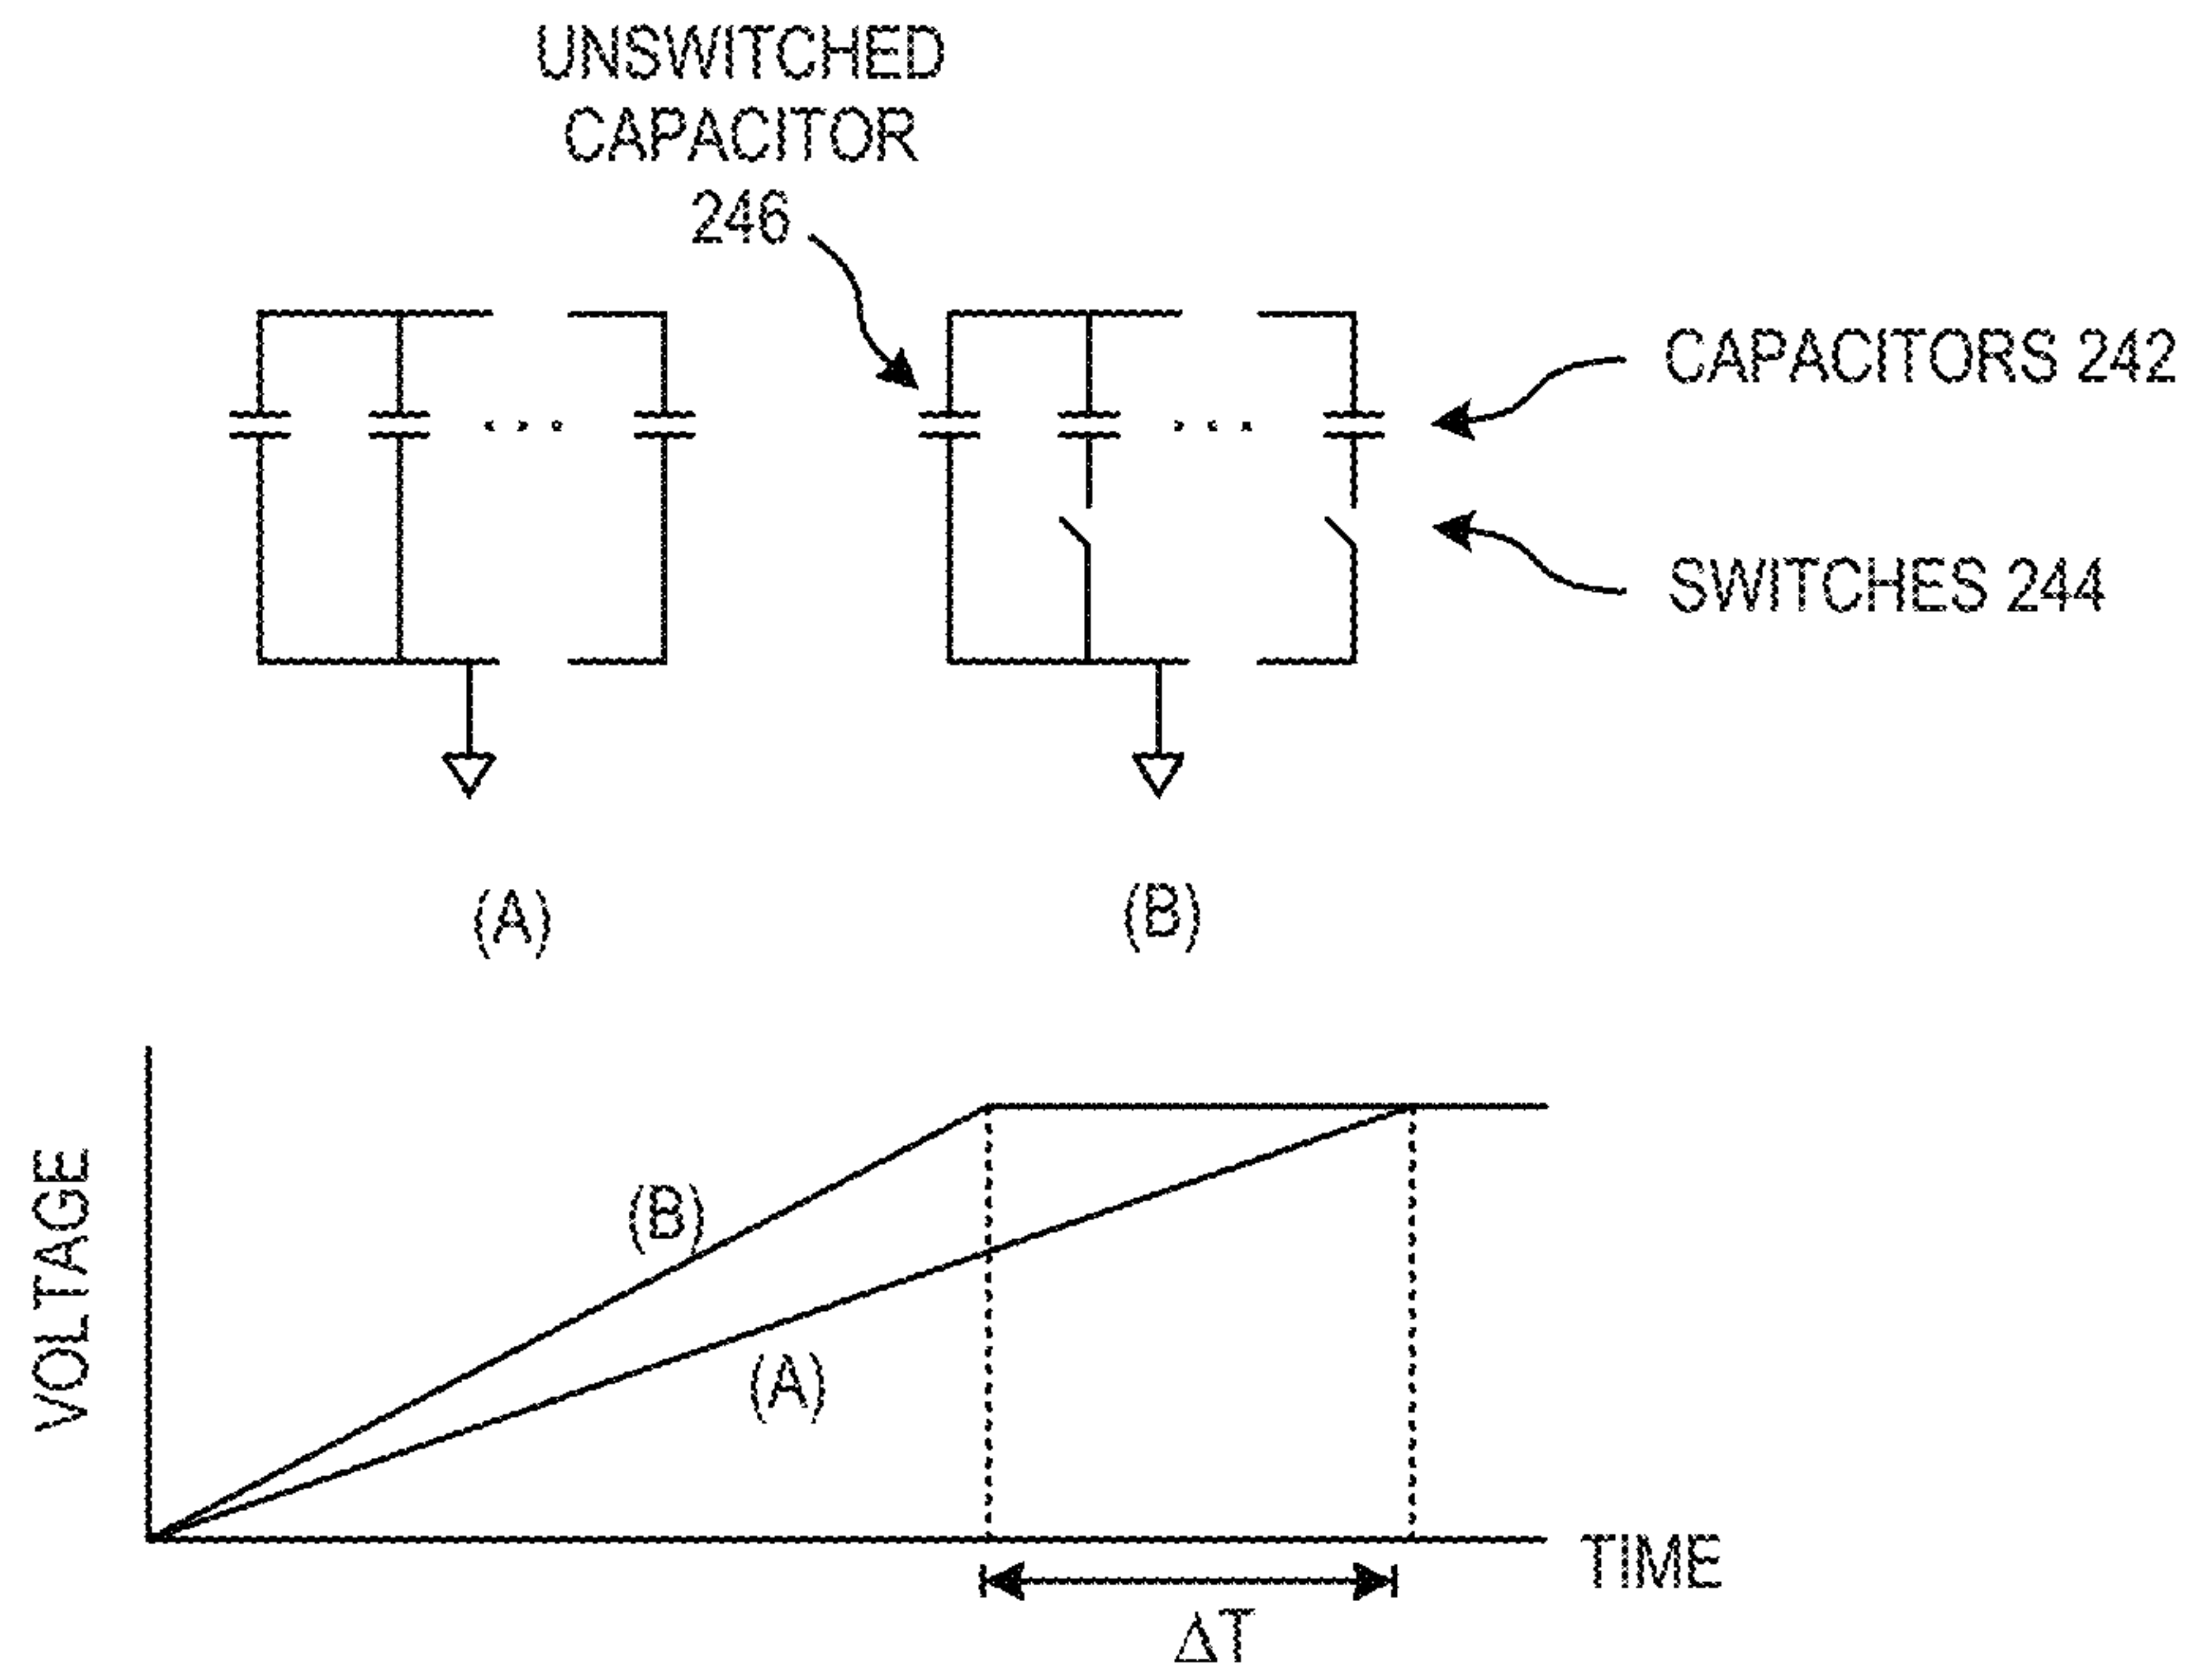 UNSWITCHED
CAPACITOR
246
CAPACITORS 242
SWITCHES 244
(A)
(B)
VOLTAGE
(B)
(A)
TIME
ΔT